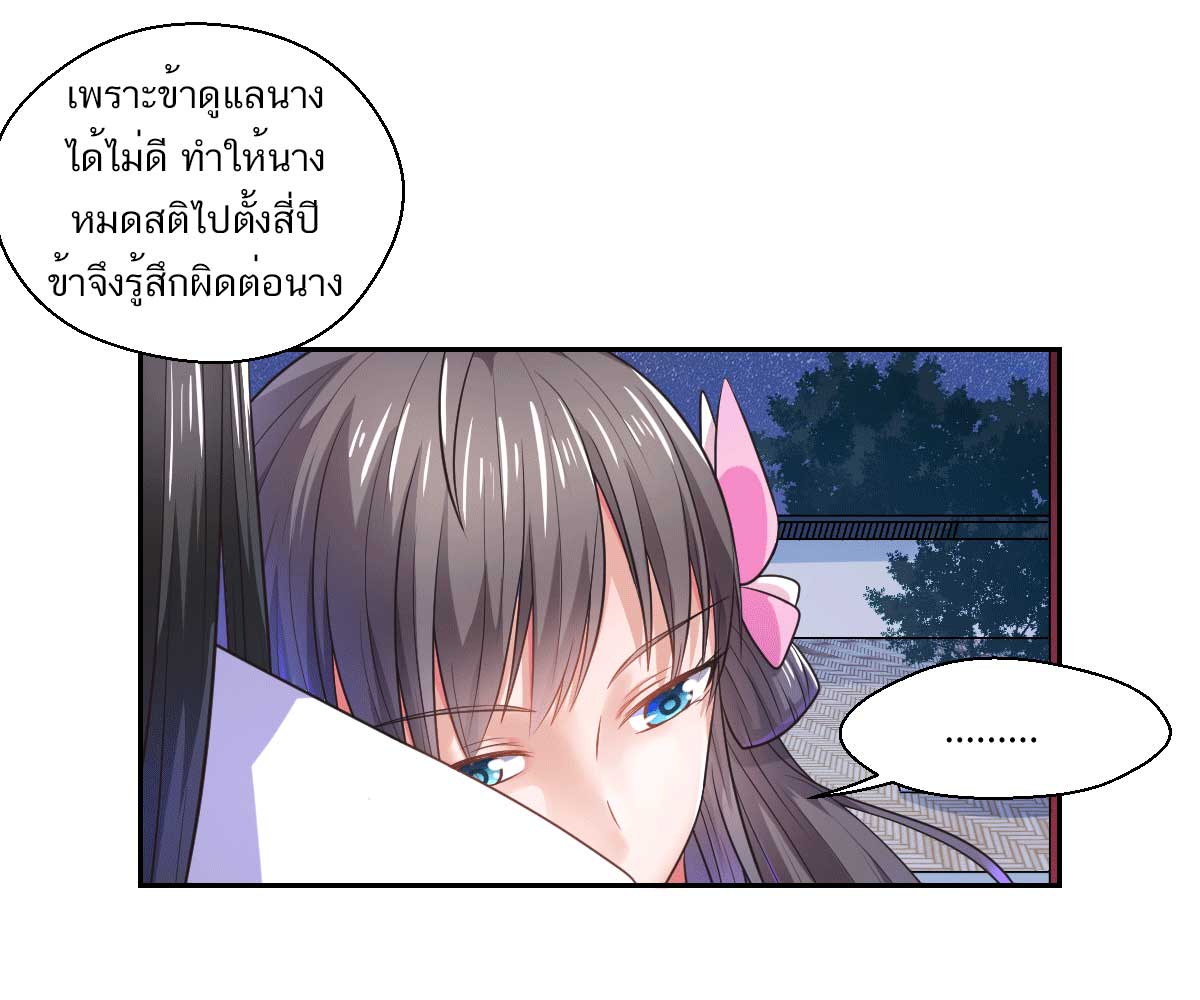 เพราะข้าดูแลนาง
ได้ไม่ดี ทำให้นาง
หมดสติไปตั้งสี่ปี
ข้าจึงรู้สึกผิดต่อนาง
.........